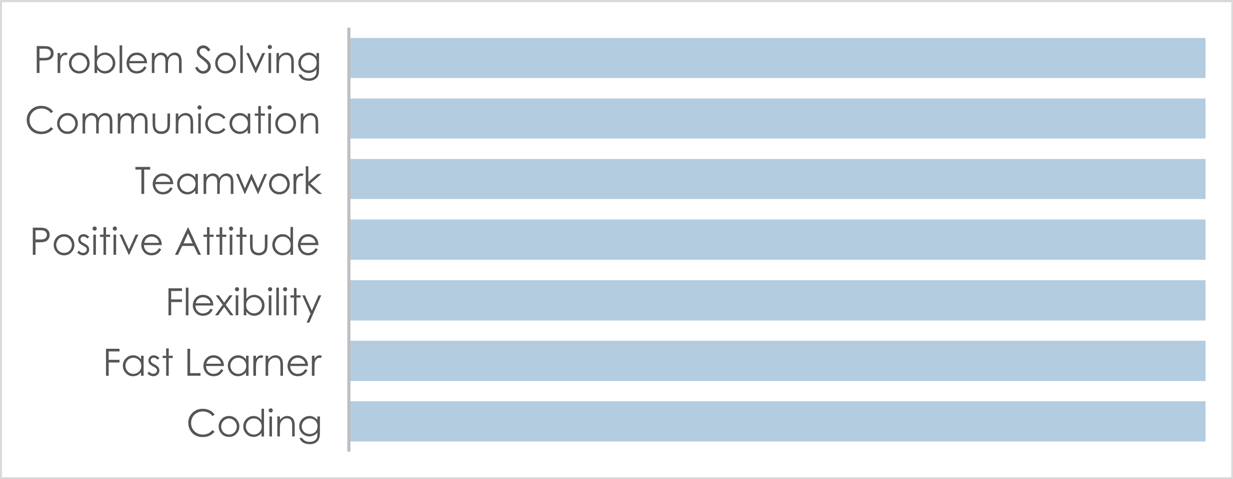 Problem Solving
Communication
Teamwork
Positive Attitude
Flexibility
Fast Learner
Coding